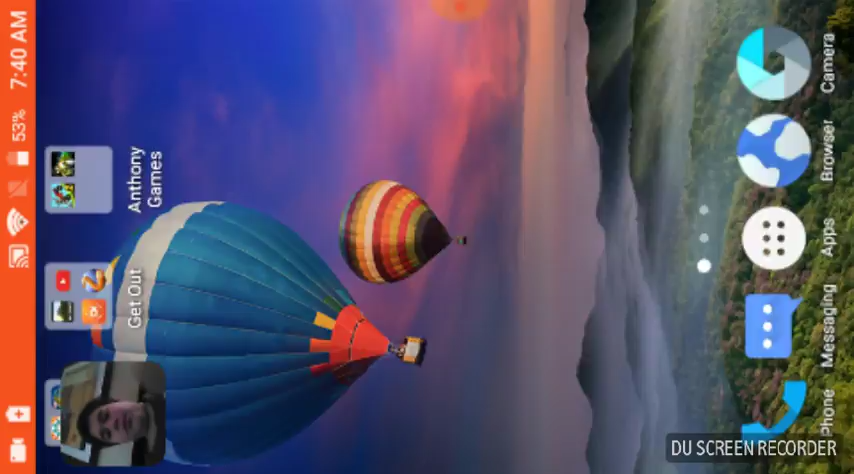 7:40 AM
53%
Anthony
Games
Get Out
Phone
Messaging
Apps
Browser
Camera
DU SCREEN RECORDER